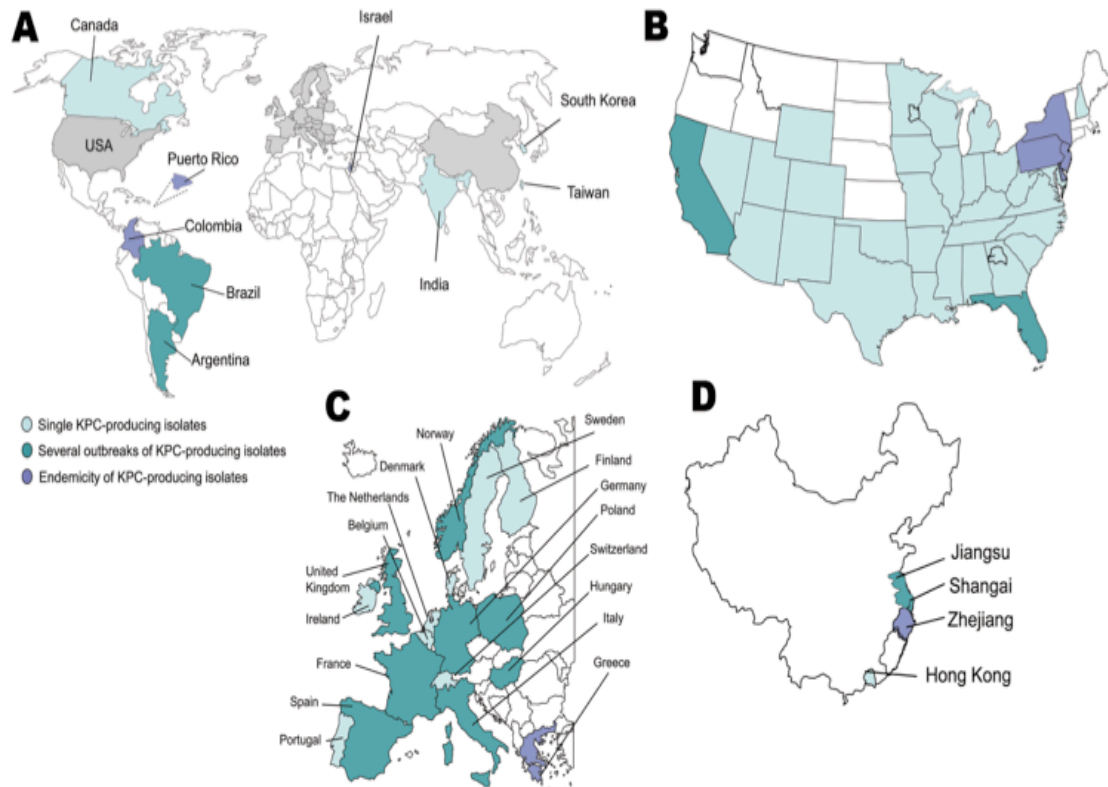 A
Canada
Israel
South Korea
USA
Puerto Rico
Taiwan
Colombia
India
Brazil
Argentina
B
Single KPC-producing isolates
Several outbreaks of KPC-producing isolates
Endemicity of KPC-producing isolates
C
Sweden
Norway
Finland
Denmark
Germany
The Netherlands
Poland
Belgium
Switzerland
United
Kingdom
Hungary
Ireland
Italy
France
Greece
Spain
Portugal
D
Jiangsu
Shangai
Zhejiang
Hong Kong